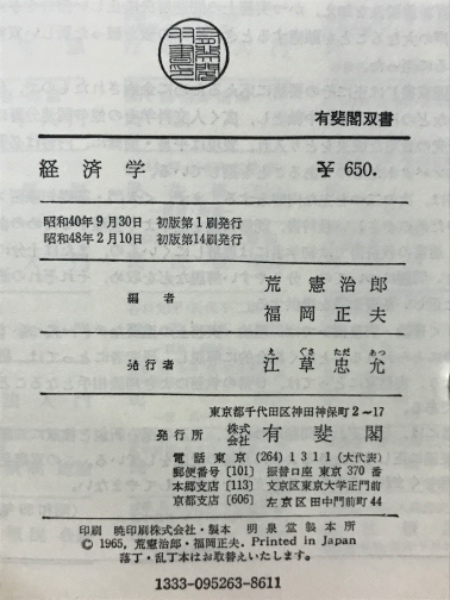 有斐閣双書
経済学 ¥ 650.
昭和40年9月30日 初版第1刷発行
昭和48年2月10日 初版第14刷発行
編者
荒憲治郎
福岡正夫
え ぐさ ただ あつ
発行者 江草忠允
東京都千代田区神田神保町2~17
発行所 株式会社 有斐閣
電話 東京 (264) 1311 (大代表)
郵便番号〔101〕 振替口座 東京 370 番
本郷支店〔113〕 文京区東京大学正門前
京都支店〔606〕 左京区田中門前町 44
印刷 暁印刷株式会社・製本 明泉堂製本所
© 1965, 荒憲治郎・福岡正夫. Printed in Japan
落丁・乱丁本はお取替えいたします。
1333-095263-8611